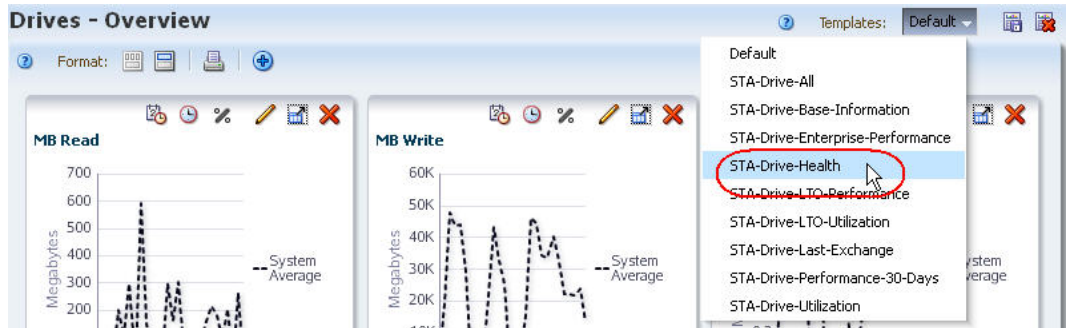 Drives - Overview
Templates: Default
Format:
Default
STA-Drive-All
STA-Drive-Base-Information
STA-Drive-Enterprise-Performance
STA-Drive-Health
STA-Drive-LTO-Performance
STA-Drive-LTO-Utilization
STA-Drive-Last-Exchange
STA-Drive-Performance-30-Days
STA-Drive-Utilization
MB Read
700
600
500
400
300
200
Megabytes
System
Average
MB Write
60K
50K
40K
30K
20K
Megabytes
System
Average